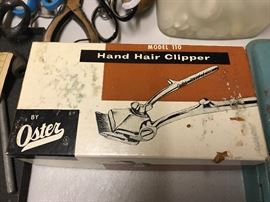 MODEL 110
Hand Hair Clipper
BY
Oster